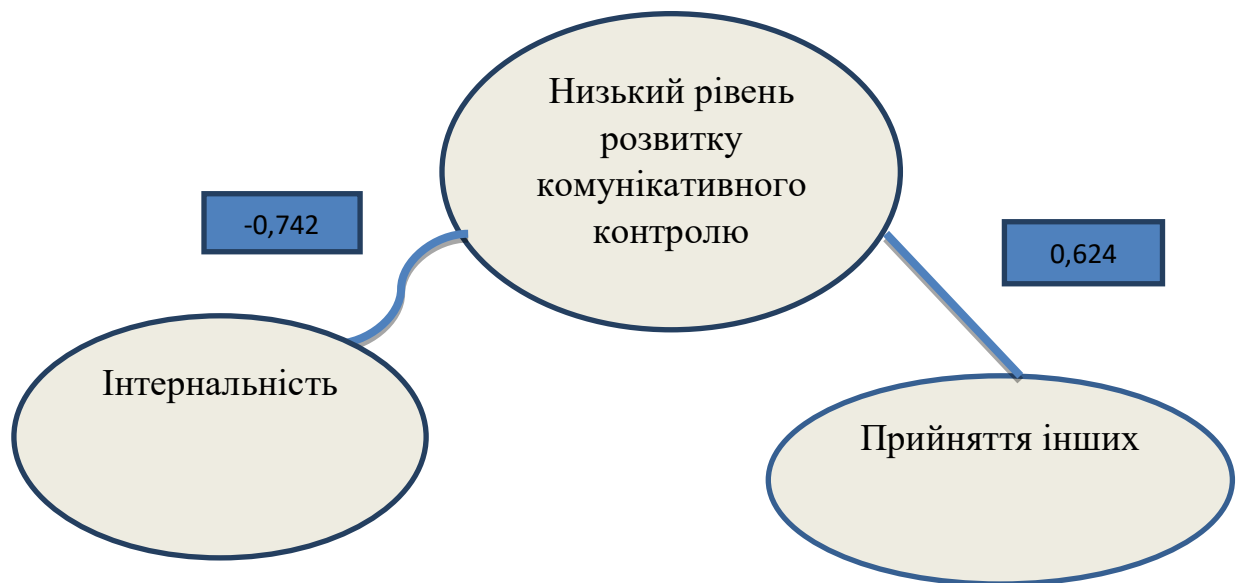 Низький рівень
розвитку
комунікативного
контролю
-0,742
0,624
Інтернальність
Прийняття інших